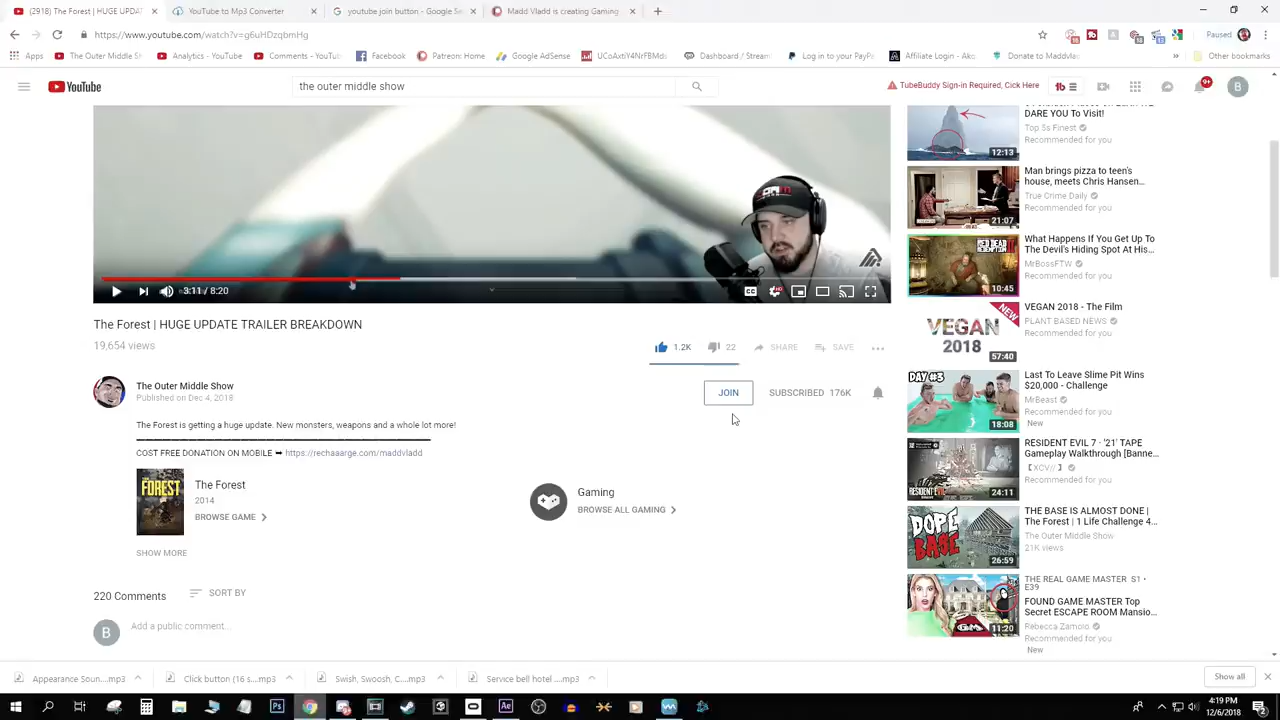 (2918) The Forest | HUGE UPDA
YouTube to Mp3 Converter
youtube join button - Google Se
Madd Vladd is creating Gaming
https://www.youtube.com/watch?v=g6uHDzqbmHg
Paused
Apps
The Outer Middle Show
Analytics - YouTube
Comments - YouTube
Facebook
Patreon: Home
Google AdSense
Dashboard / Stream
Log in to your PayPa
Donate to Maddvla
Other bookmarks
YouTube
the outer middle show
TubeBuddy Sign-in Required, Cick Here
9+
B
3:11 / 8:20
The Forest | HUGE UPDATE TRAILER BREAKDOWN
19,654 views
1.2K
22
SHARE
SAVE
The Outer Middle Show
Published on Dec 4, 2018
JOIN
SUBSCRIBED 176K
The Forest is getting a huge update. New monsters, weapons and a whole lot more!
COST FREE DONATION ON MOBILE ➥ https://rechaaarge.com/maddvladd
THE FOREST
The Forest
2014
BROWSE GAME
Gaming
BROWSE ALL GAMING
SHOW MORE
220 Comments
SORT BY
B
Add a public comment...
DARE YOU To Visit!
Top 5s Finest
Recommended for you
12:13
Man brings pizza to teen's
house, meets Chris Hansen…
True Crime Daily
Recommended for you
21:07
RED DEAD
REDEMPTION II
What Happens If You Get Up To
The Devil's Hiding Spot At His…
MrBossFTW
Recommended for you
10:45
NEW
VEGAN
2018
VEGAN 2018 - The Film
PLANT BASED NEWS
Recommended for you
57:40
DAY #3
Last To Leave Slime Pit Wins
$20,000 - Challenge
MrBeast
Recommended for you
New
18:08
RESIDENT EVIL 7 · '21' TAPE
Gameplay Walkthrough [Banne…
【XCV//】
Recommended for you
24:11
DOPE
BASE
THE BASE IS ALMOST DONE |
The Forest | 1 Life Challenge 4…
The Outer Middle Show
21K views
26:59
THE REAL GAME MASTER S1 •
E39
FOUND GAME MASTER Top
Secret ESCAPE ROOM Mansio…
Rebecca Zamolo
Recommended for you
New
11:20
Appearance Soun....mp3
Click button (16 s....mp3
Swish, Swoosh, C....mp3
Service bell hotel ....mp3
Show all
4:19 PM
12/6/2018